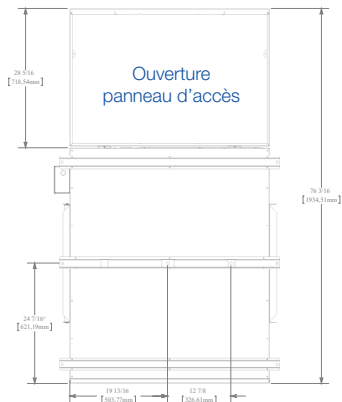 Ouverture
panneau d'accès
28 5/16
[718,54mm]
76 3/16
[1934,51mm]
24 7/16"
[621,19mm]
19 13/16
[503,77mm]
12 7/8
[326,61mm]